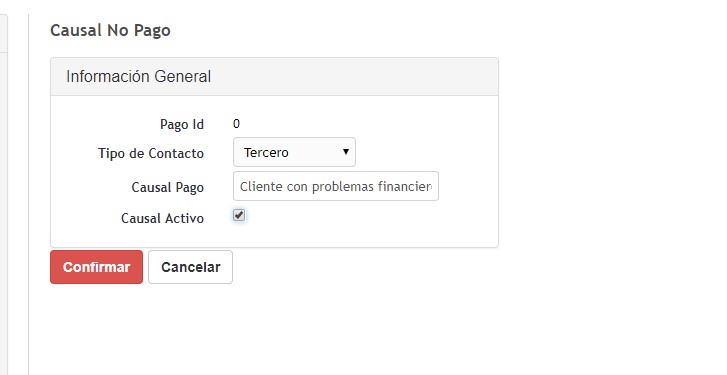 Causal No Pago
Información General
Pago Id 0
Tipo de Contacto Tercero
Causal Pago Cliente con problemas financier
Causal Activo
Confirmar Cancelar